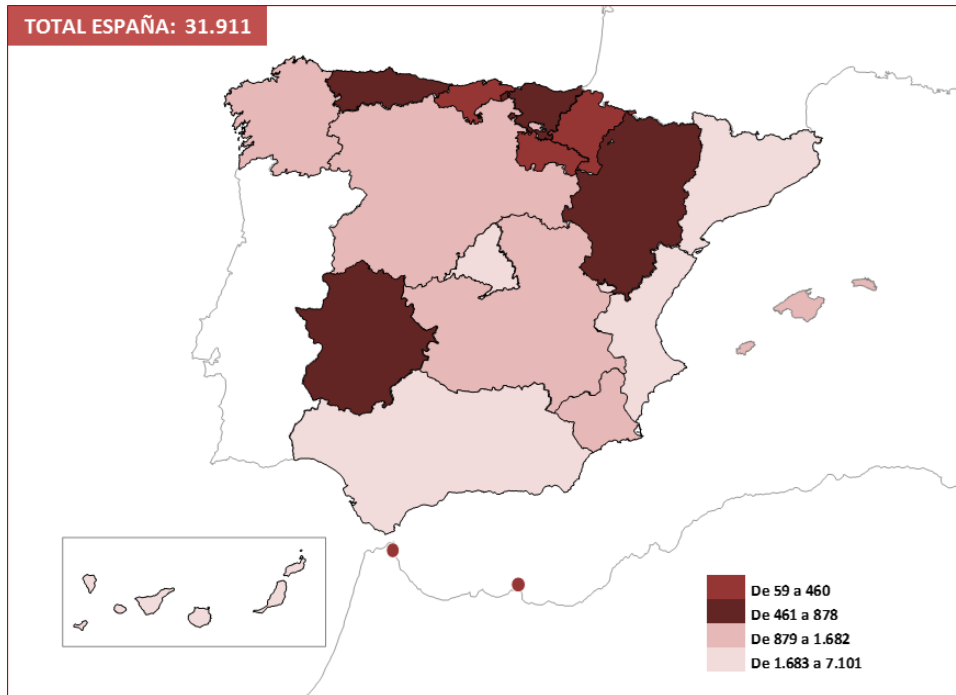 TOTAL ESPAÑA: 31.911
De 59 a 460
De 461 a 878
De 879 a 1.682
De 1.683 a 7.101